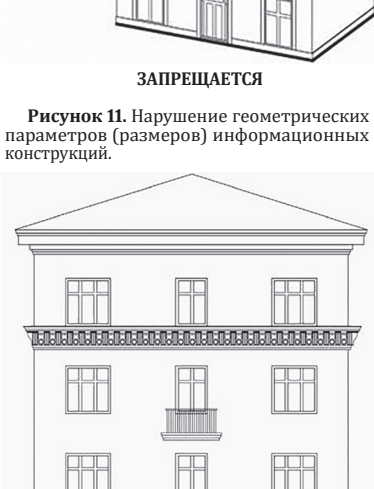 ЗАПРЕЩАЕТСЯ
Рисунок 11. Нарушение геометрических
параметров (размеров) информационных
конструкций.